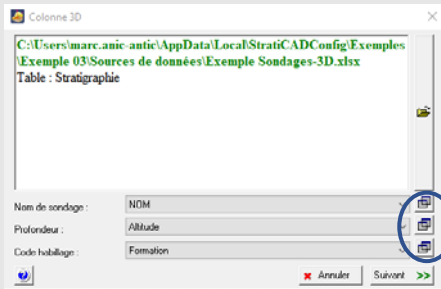 Colonne 3D
C:\Users\marc.anic-antic\AppData\Local\StratiCADConfig\Exemples
\Exemple 03\Sources de données\Exemple Sondages-3D.xlsx
Table : Stratigraphie
Nom de sondage : NOM
Profondeur : Altitude
Code habillage : Formation
Annuler Suivant >>